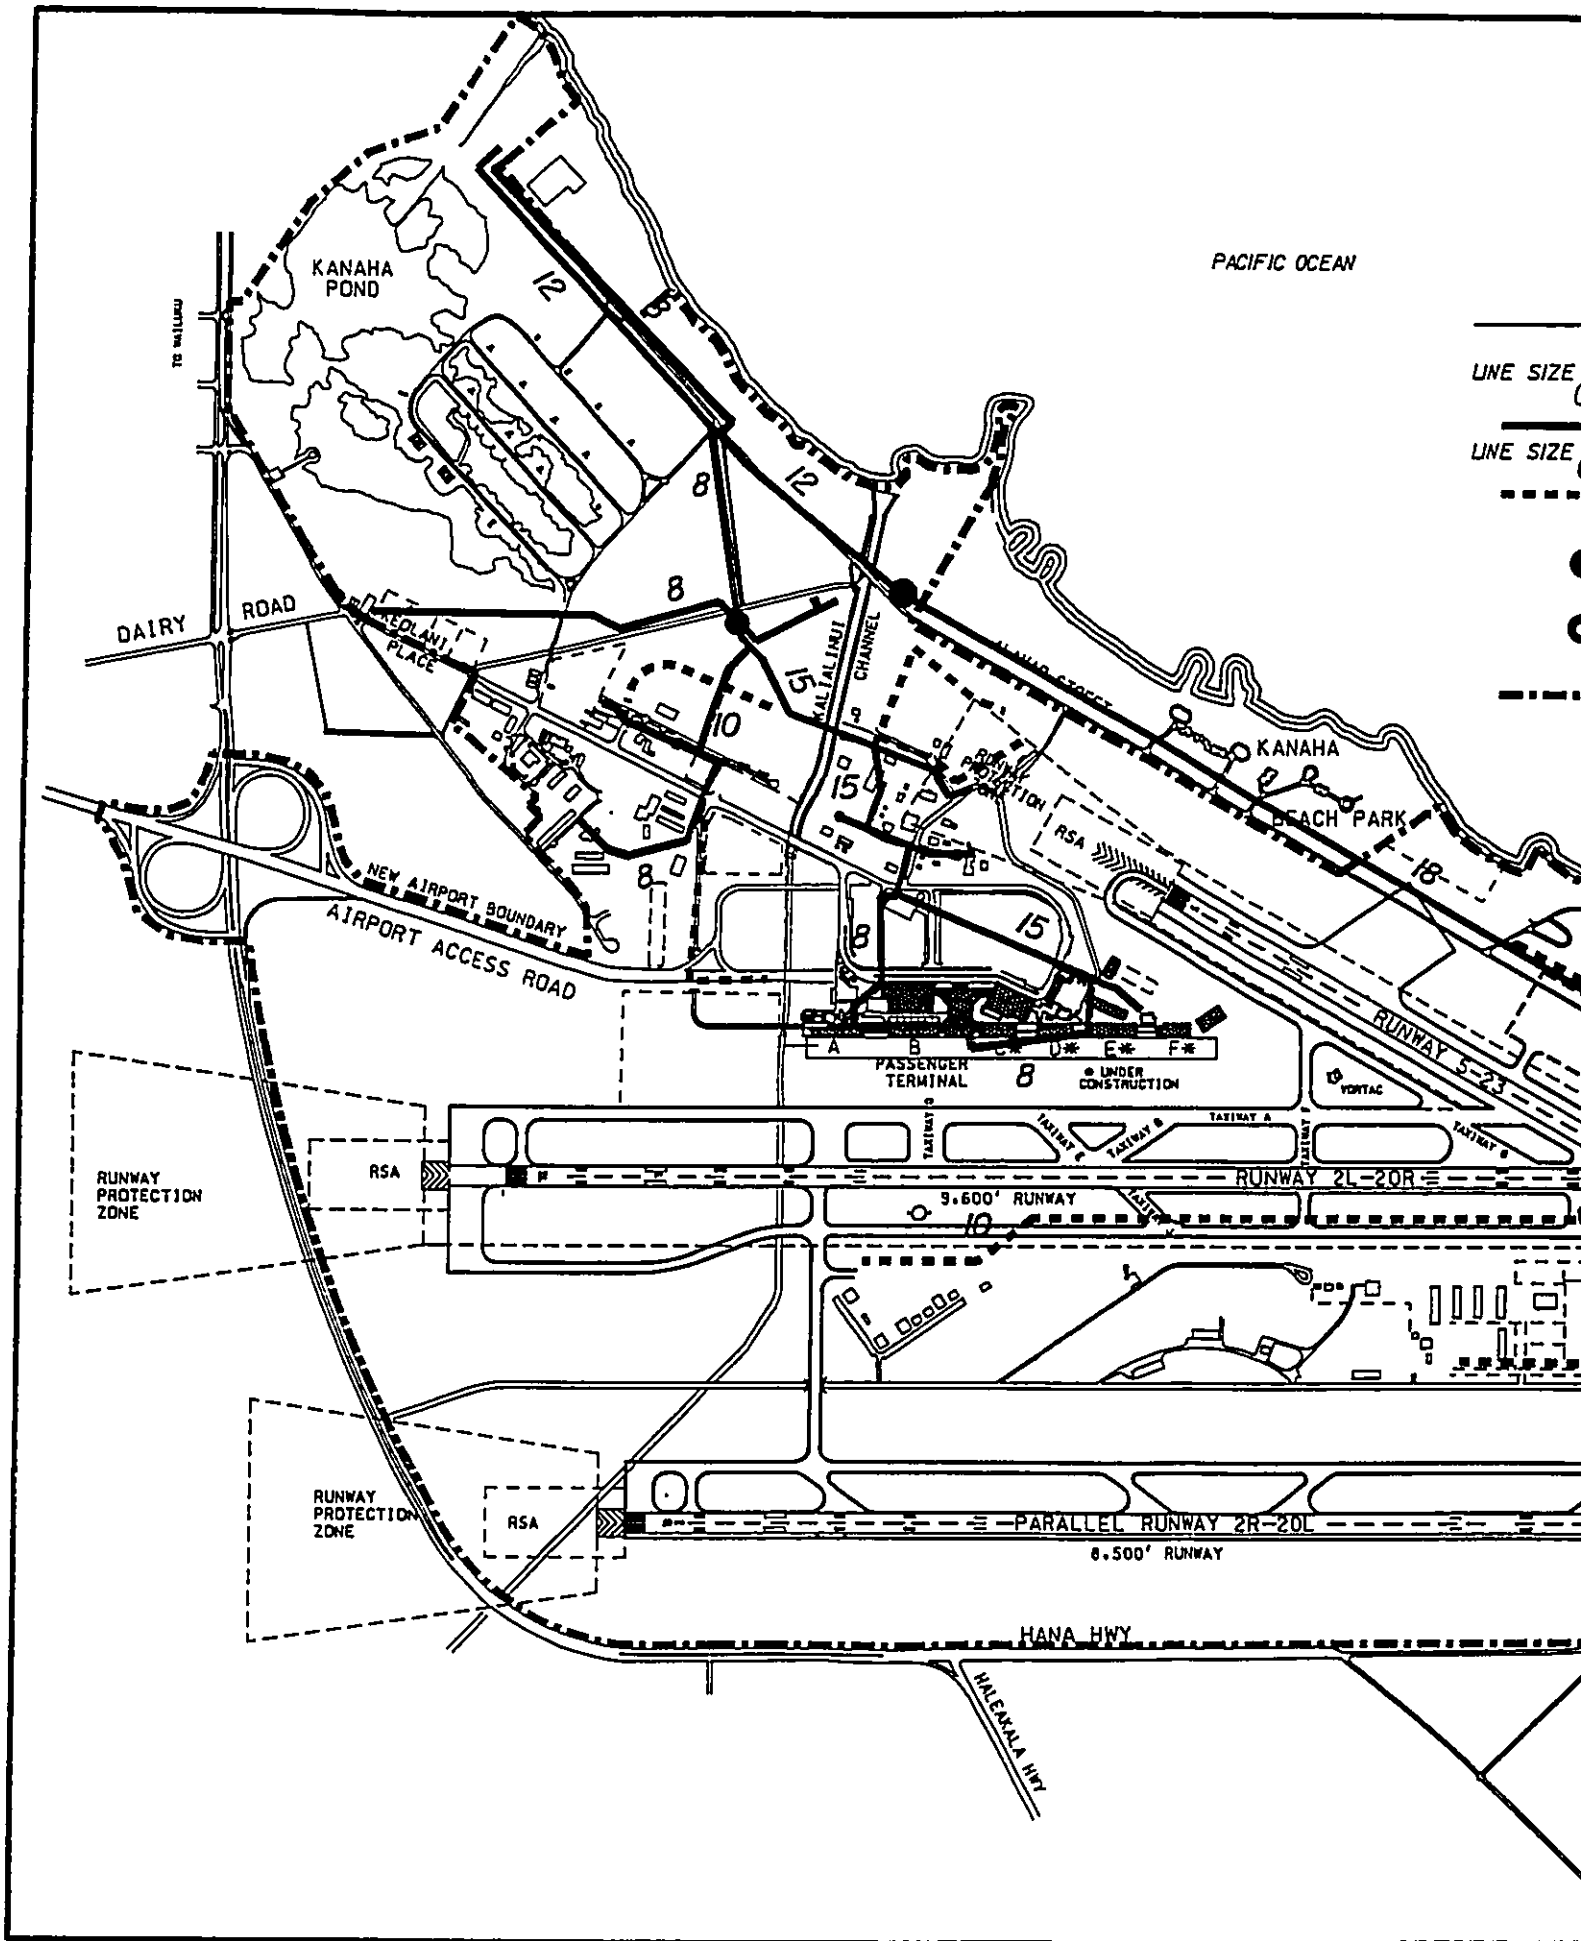 PACIFIC OCEAN
KANAHA
POND
TO WAILUKU
12
B
LINE SIZE
LINE SIZE
8
12
8
DAIRY ROAD
KEOLANI
PLACE
15
KALIALINUI
CHANNEL
10
KANAHA
BEACH PARK
RUNWAY
PROTECTION
15
RSA
18
8
NEW AIRPORT BOUNDARY
AIRPORT ACCESS ROAD
8
15
RUNWAY 5-23
A B C* D* E* F*
PASSENGER
TERMINAL
8
* UNDER
CONSTRUCTION
VORTAC
TAXIWAY A
TAXIWAY B
TAXIWAY F
RUNWAY
PROTECTION
ZONE
RSA
RUNWAY 2L-20R
9.600' RUNWAY
10
RUNWAY
PROTECTION
ZONE
RSA
PARALLEL RUNWAY 2R-20L
8.500' RUNWAY
HANA HWY
HALEAKALA HWY